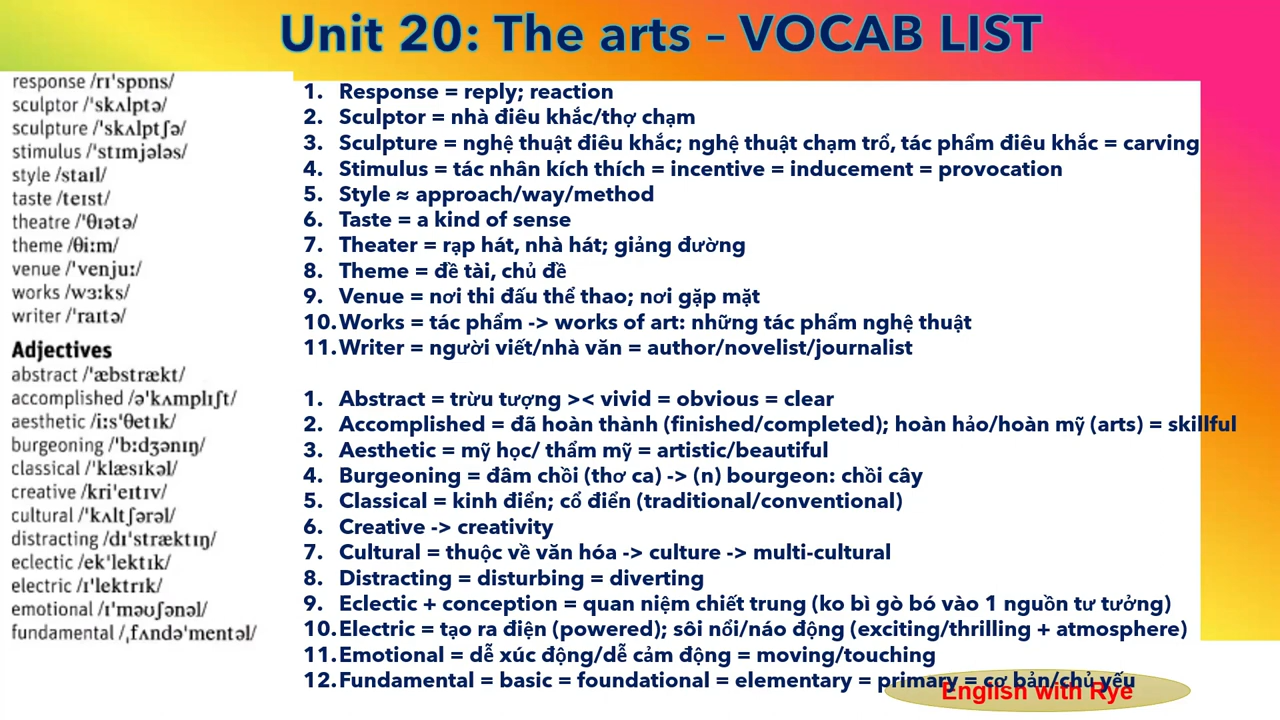 Unit 20: The arts – VOCAB LIST
response /rɪˈspɒns/
sculptor /ˈskʌlptə/
sculpture /ˈskʌlptʃə/
stimulus /ˈstɪmjələs/
style /staɪl/
taste /teɪst/
theatre /ˈθɪətə/
theme /θiːm/
venue /ˈvenjuː/
works /wɜːks/
writer /ˈraɪtə/
Adjectives
abstract /ˈæbstrækt/
accomplished /əˈkʌmplɪʃt/
aesthetic /iːsˈθetɪk/
burgeoning /ˈbːdʒənɪŋ/
classical /ˈklæsɪkəl/
creative /kriˈeɪtɪv/
cultural /ˈkʌltʃərəl/
distracting /dɪˈstræktɪŋ/
eclectic /ekˈlektɪk/
electric /ɪˈlektrɪk/
emotional /ɪˈməʊʃənəl/
fundamental /ˌfʌndəˈmentəl/
1. Response = reply; reaction
2. Sculptor = nhà điêu khắc/thợ chạm
3. Sculpture = nghệ thuật điêu khắc; nghệ thuật chạm trổ, tác phẩm điêu khắc = carving
4. Stimulus = tác nhân kích thích = incentive = inducement = provocation
5. Style ≈ approach/way/method
6. Taste = a kind of sense
7. Theater = rạp hát, nhà hát; giảng đường
8. Theme = đề tài, chủ đề
9. Venue = nơi thi đấu thể thao; nơi gặp mặt
10. Works = tác phẩm -> works of art: những tác phẩm nghệ thuật
11. Writer = người viết/nhà văn = author/novelist/journalist
1. Abstract = trừu tượng >< vivid = obvious = clear
2. Accomplished = đã hoàn thành (finished/completed); hoàn hảo/hoàn mỹ (arts) = skillful
3. Aesthetic = mỹ học/ thẩm mỹ = artistic/beautiful
4. Burgeoning = đâm chồi (thơ ca) -> (n) bourgeon: chồi cây
5. Classical = kinh điển; cổ điển (traditional/conventional)
6. Creative -> creativity
7. Cultural = thuộc về văn hóa -> culture -> multi-cultural
8. Distracting = disturbing = diverting
9. Eclectic + conception = quan niệm chiết trung (ko bì gò bó vào 1 nguồn tư tưởng)
10. Electric = tạo ra điện (powered); sôi nổi/náo động (exciting/thrilling + atmosphere)
11. Emotional = dễ xúc động/dễ cảm động = moving/touching
12. Fundamental = basic = foundational = elementary = primary = cơ bản/chủ yếu
English with Rye